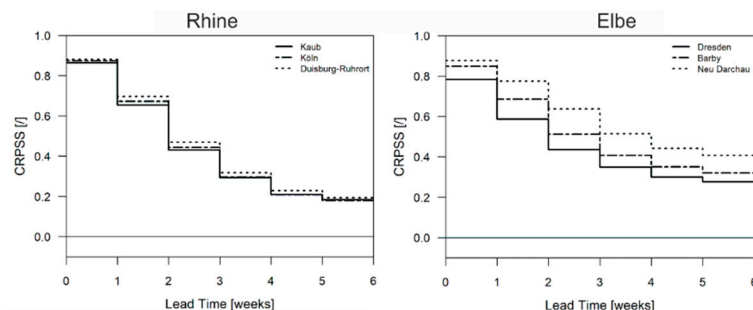 Rhine
CRPSS [/]
1.0
0.8
0.6
0.4
0.2
0.0
Kaub
Köln
Duisburg-Ruhrort
0 1 2 3 4 5 6
Lead Time [weeks]
Elbe
CRPSS [/]
1.0
0.8
0.6
0.4
0.2
0.0
Dresden
Barby
Neu Darchau
0 1 2 3 4 5 6
Lead Time [weeks]